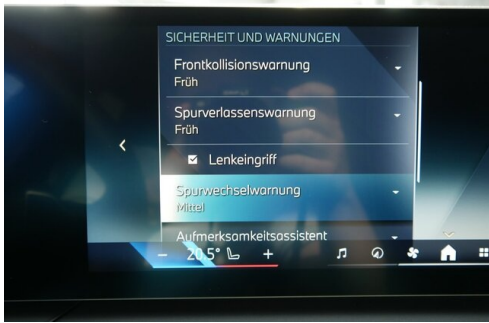 SICHERHEIT UND WARNUNGEN
Frontkollisionswarnung
Früh
Spurverlassenswarnung
Früh
Lenkeingriff
Spurwechselwarnung
Mittel
Aufmerksamkeitsassistent
- 20.5° +